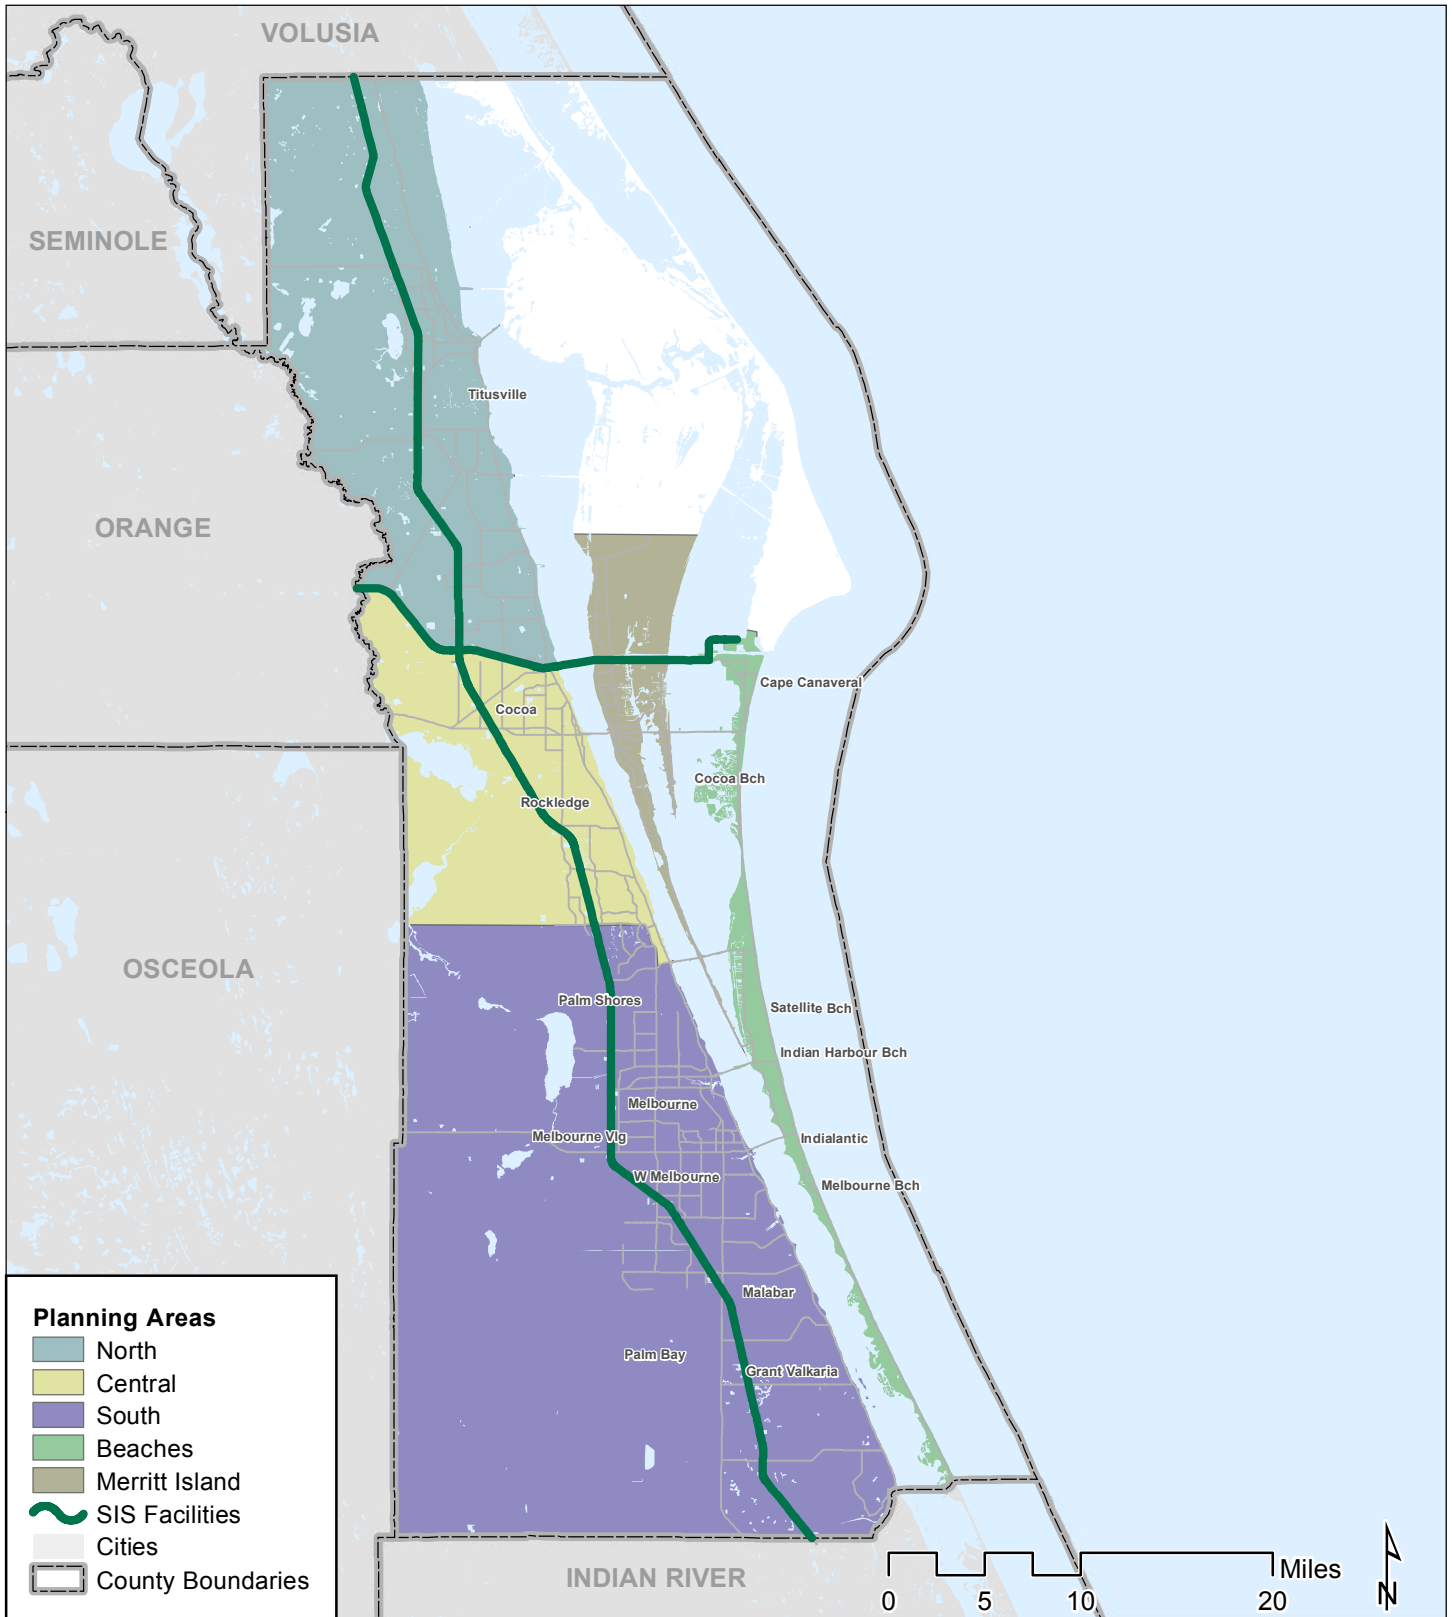 VOLUSIA
SEMINOLE
Titusville
ORANGE
Cape Canaveral
Cocoa
Cocoa Bch
Rockledge
OSCEOLA
Palm Shores
Satellite Bch
Indian Harbour Bch
Melbourne
Melbourne Vlg
Indialantic
W Melbourne
Melbourne Bch
Malabar
Palm Bay
Grant Valkaria
Planning Areas
North
Central
South
Beaches
Merritt Island
SIS Facilities
Cities
County Boundaries
INDIAN RIVER
Miles
0 5 10 20
N